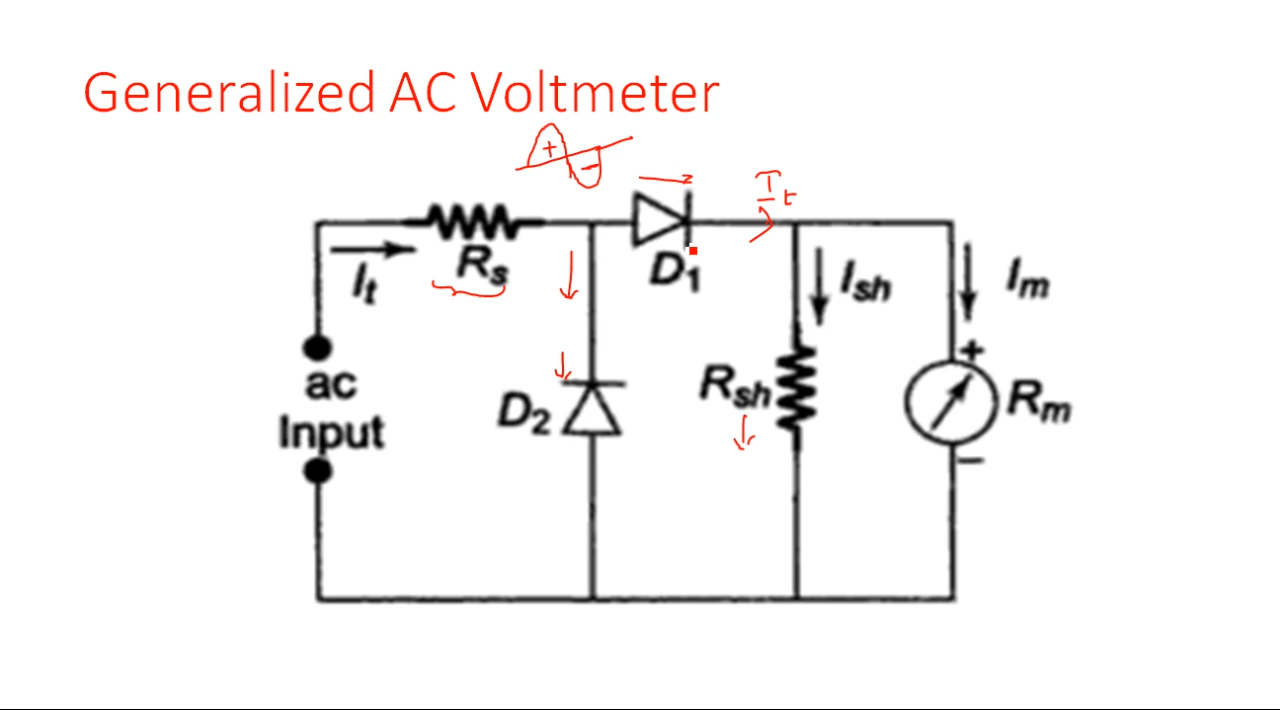 Generalized AC Voltmeter
+ -
I t
It
Rs
D1
Ish
Im
ac
Input
D2
Rsh
+
Rm
-